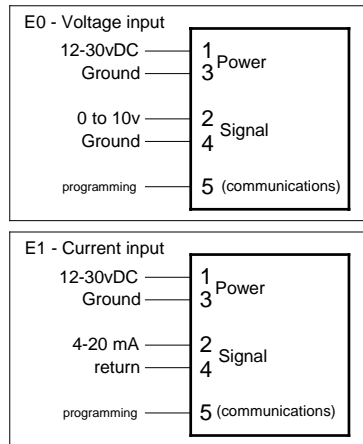 E0 - Voltage input
12-30vDC 1 Power
Ground 3
0 to 10v 2 Signal
Ground 4
programming 5 (communications)
E1 - Current input
12-30vDC 1 Power
Ground 3
4-20 mA 2 Signal
return 4
programming 5 (communications)